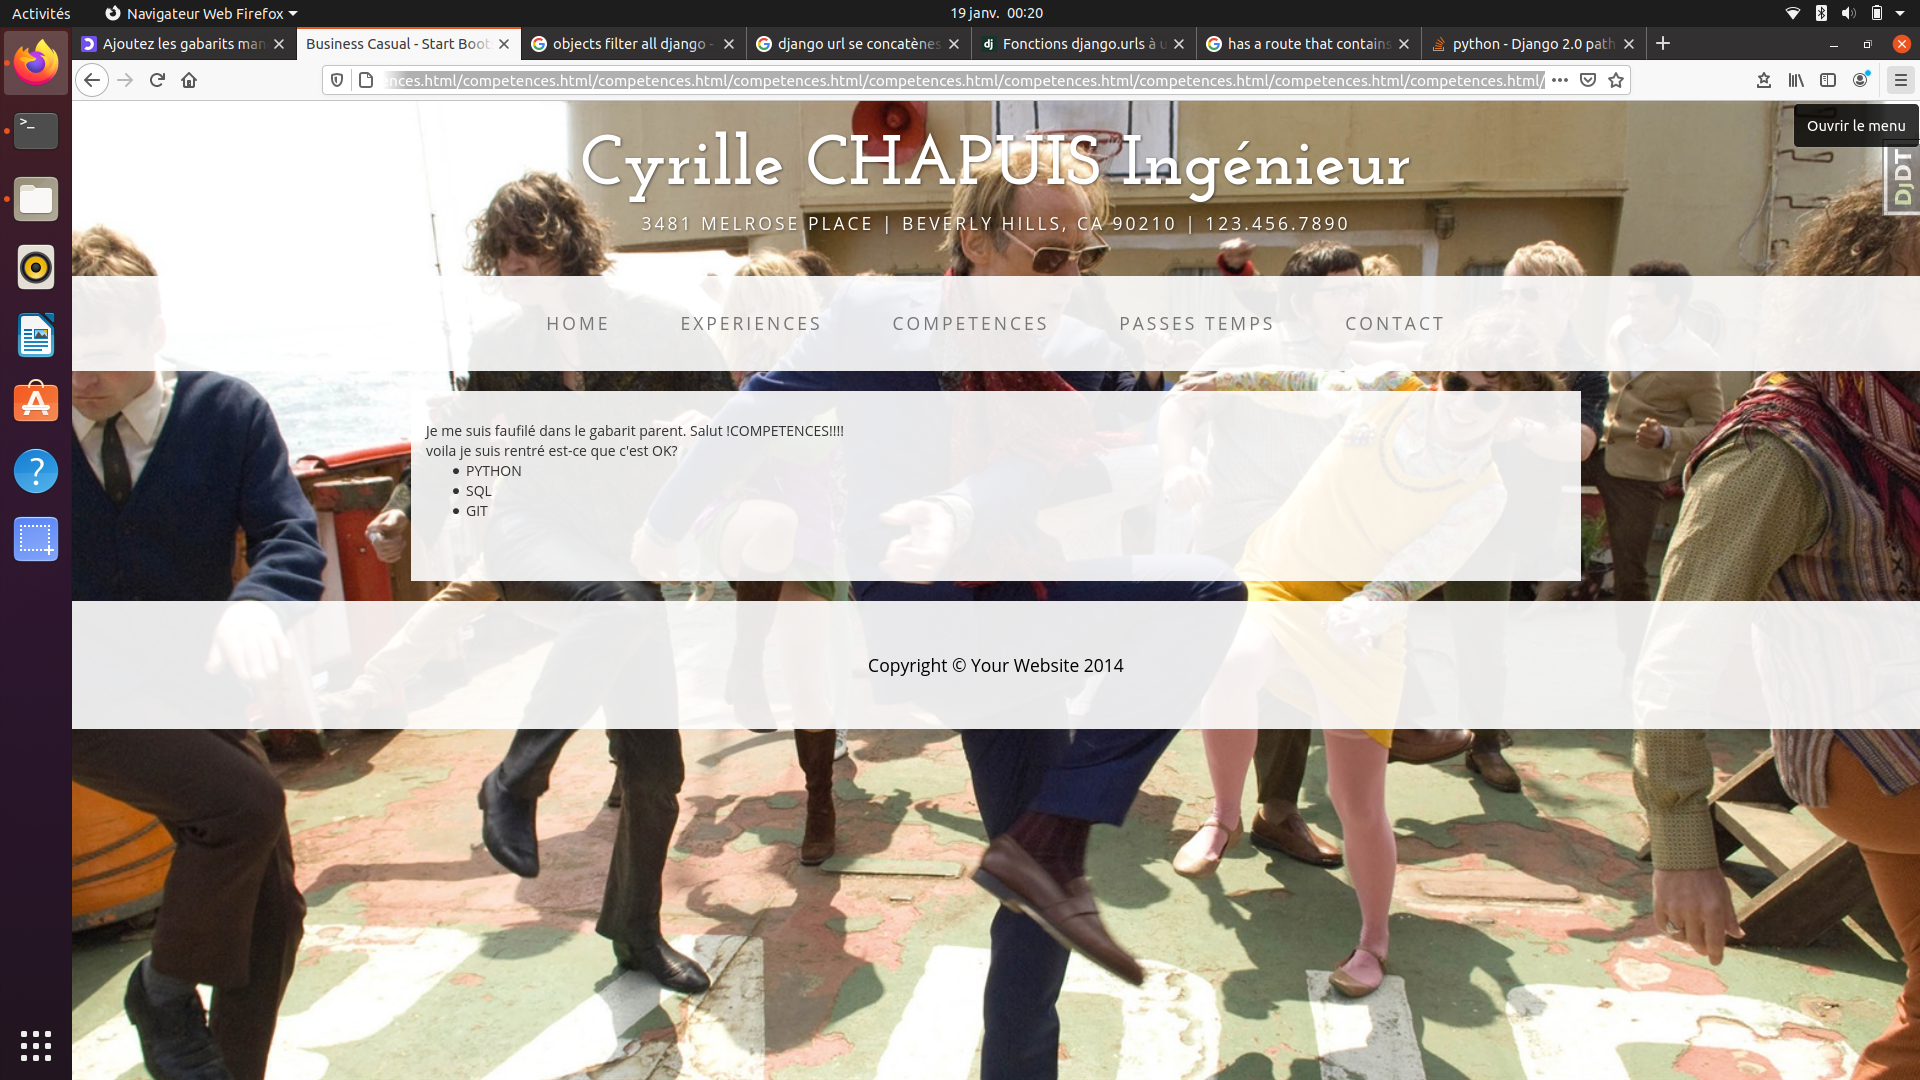 Activités
Navigateur Web Firefox
19 janv. 00:20
Ajoutez les gabarits man
Business Casual - Start Boot
objects filter all django -
django url se concatènes
Fonctions django.urls à u
has a route that contains
python - Django 2.0 path
ences.html/competences.html/competences.html/competences.html/competences.html/competences.html/competences.html/competences.html/competences.html/
Ouvrir le menu
DjDT
Cyrille CHAPUIS Ingénieur
3481 MELROSE PLACE | BEVERLY HILLS, CA 90210 | 123.456.7890
HOME
EXPERIENCES
COMPETENCES
PASSES TEMPS
CONTACT
Je me suis faufilé dans le gabarit parent. Salut !COMPETENCES!!!!
voila je suis rentré est-ce que c'est OK?
PYTHON
SQL
GIT
Copyright © Your Website 2014